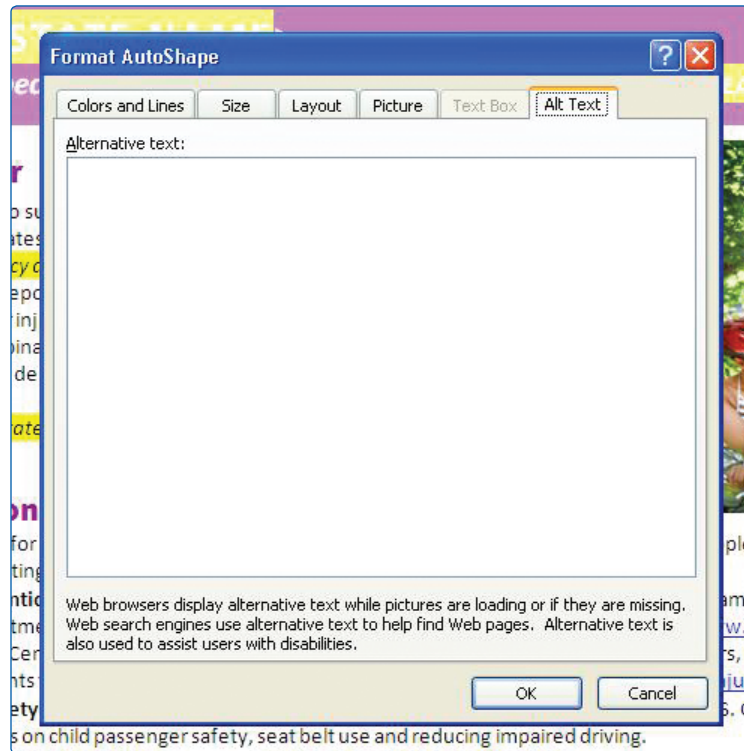 STATE NAME
Format AutoShape
Colors and Lines Size Layout Picture Text Box Alt Text
Alternative text:
Web browsers display alternative text while pictures are loading or if they are missing.
Web search engines use alternative text to help find Web pages. Alternative text is
also used to assist users with disabilities.
OK Cancel
s on child passenger safety, seat belt use and reducing impaired driving.